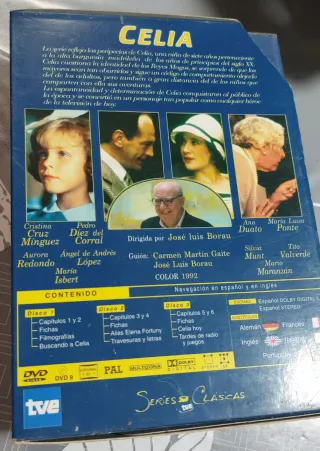 CELIA
La serie refleja las peripecias de Celia, una niña de siete años perteneciente
a la alta burguesía madrileña de los años de principios del siglo XX.
Celia cuestiona la identidad de los Reyes Magos, se sorprende de que los
mayores sean tan aburridos y sigue un código de comportamiento alejado
del de los adultos, pero también a gran distancia del de los niños que
comparten con ella sus aventuras.
La espontaneidad y determinación de Celia conquistaron al público de
la época y se convirtió en un personaje tan popular como cualquier héroe
de la televisión de hoy.
Cristina
Cruz
Mínguez
Pedro
Díez del
Corral
Ana
Duato
María Luisa
Ponte
Aurora
Redondo
Ángel de Andrés
López
María
Isbert
Dirigida por José luis Borau
Guión: Carmen Martín Gaite
José Luis Borau
COLOR 1992
Silvia
Munt
Tito
Valverde
Mario
Maranzán
CONTENIDO
Navegación en español y en inglés
Disco 1
Capítulos 1 y 2
Fichas
Filmografías
Buscando a Celia
Disco 2
Capítulos 3 y 4
Fichas
Alias Elena Fortuny
Travesuras y letras
Disco 3
Capítulos 5 y 6
Fichas
Celia hoy
Tardes de radio y juegos
Español DOLBY DIGITAL
Español
Alemán
Francés
Inglés
Portugués
DVD
VIDEO
DVD 9
PAL
MULTIZONA
DOLBY
DIGITAL
tve
SERIES CLÁSICAS
tve